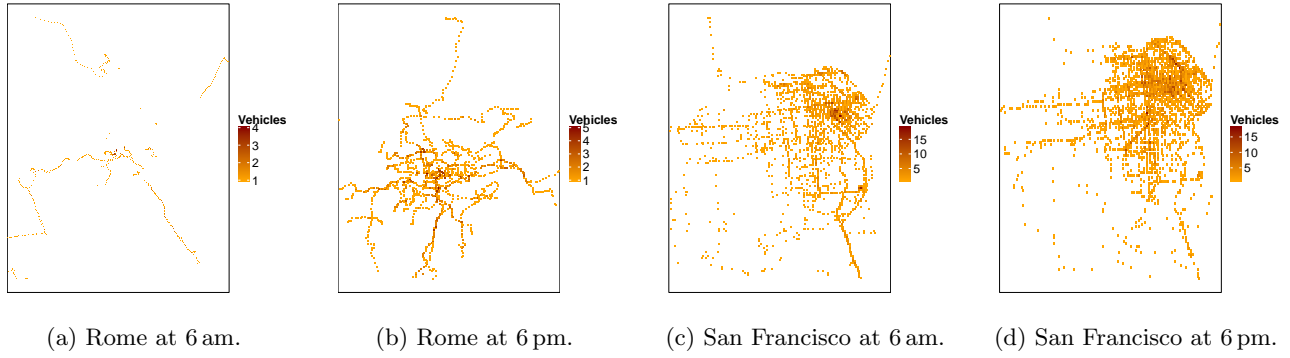 Vehicles
4
3
2
1
Vehicles
5
4
3
2
1
Vehicles
15
10
5
Vehicles
15
10
5
(a) Rome at 6 am.
(b) Rome at 6 pm.
(c) San Francisco at 6 am.
(d) San Francisco at 6 pm.